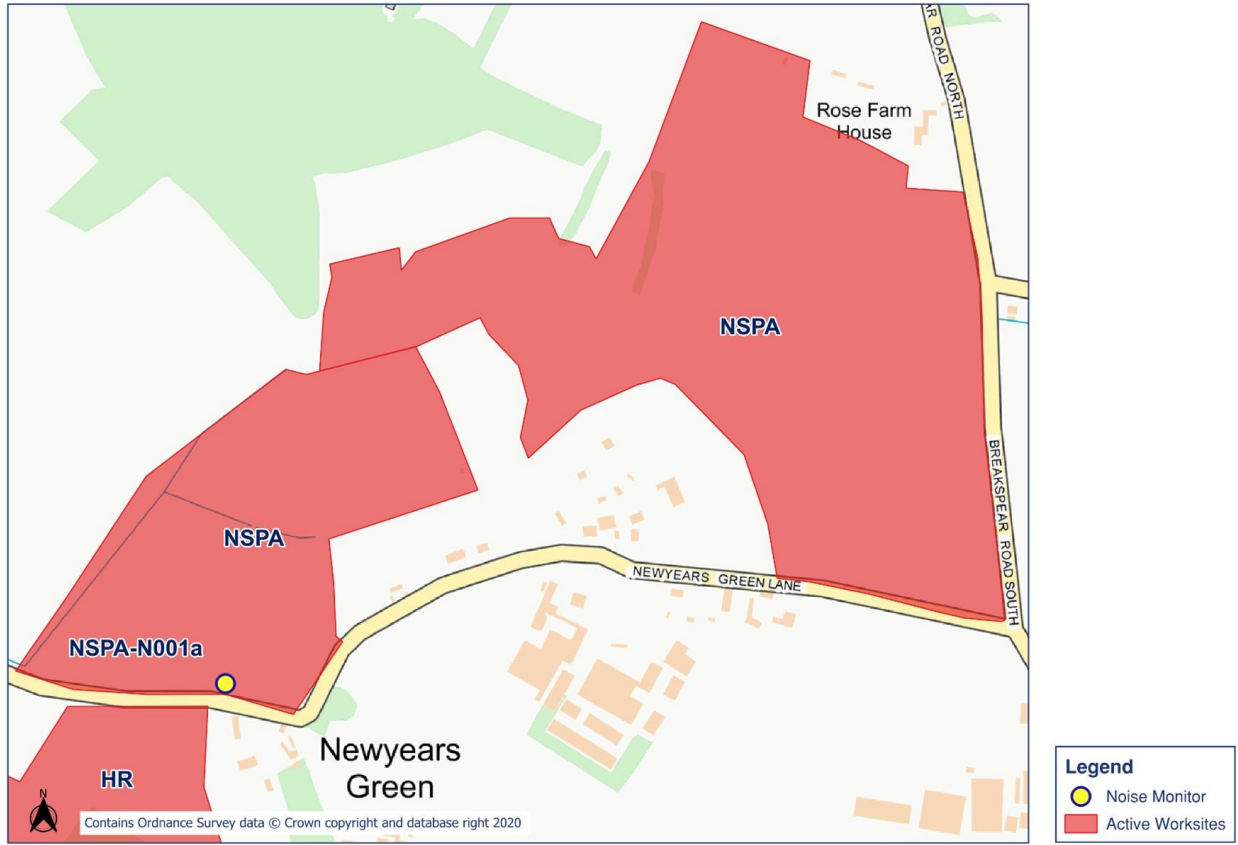 AR ROAD NORTH
Rose Farm
House
NSPA
NSPA
BREAKSPEAR ROAD SOUTH
NEWYEARS GREEN LANE
NSPA-N001a
Newyears
Green
HR
N
Contains Ordnance Survey data © Crown copyright and database right 2020
Legend
Noise Monitor
Active Worksites